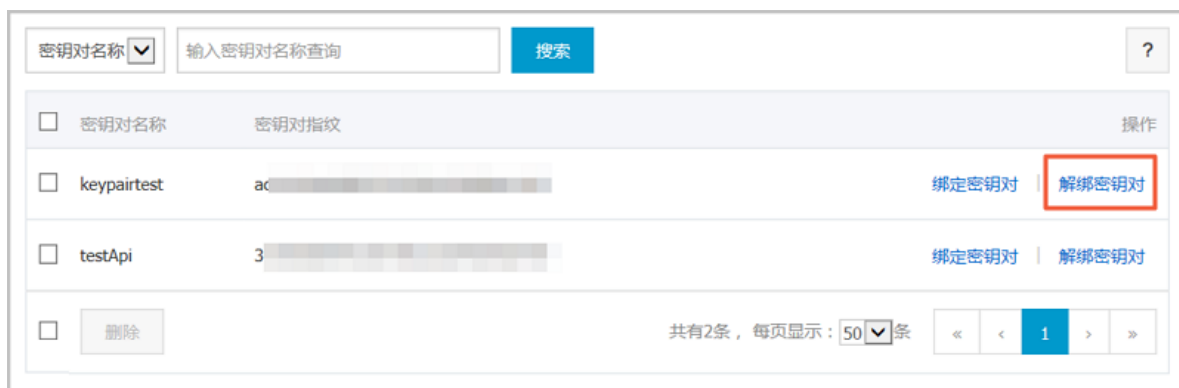 密钥对名称 输入密钥对名称查询 搜索 ?
密钥对名称 密钥对指纹 操作
keypairtest 绑定密钥对 | 解绑密钥对
testApi 3 绑定密钥对 | 解绑密钥对
删除 共有2条，每页显示：50 条 « ‹ 1 › »